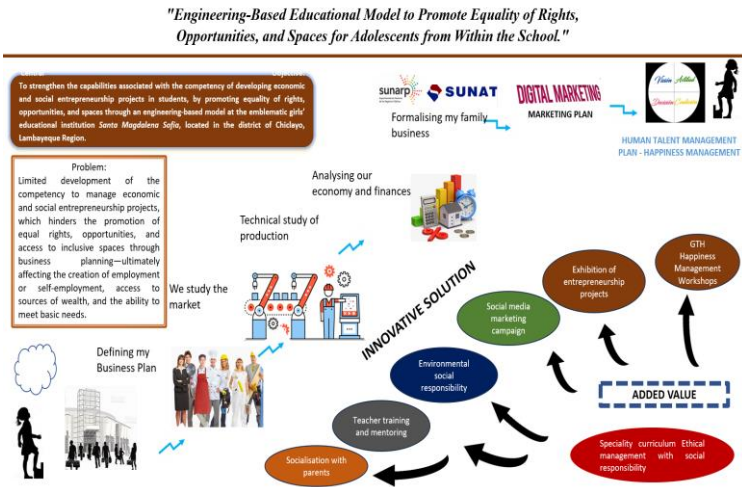 "Engineering-Based Educational Model to Promote Equality of Rights,
Opportunities, and Spaces for Adolescents from Within the School."
To strengthen the capabilities associated with the competency of developing economic
and social entrepreneurship projects in students, by promoting equality of rights,
opportunities, and spaces through an engineering-based model at the emblematic girls'
educational institution Santa Magdalena Sofía, located in the district of Chiclayo,
Lambayeque Region.
Problem:
Limited development of the
competency to manage economic
and social entrepreneurship projects,
which hinders the promotion of
equal rights, opportunities, and
access to inclusive spaces through
business planning—ultimately
affecting the creation of employment
or self-employment, access to
sources of wealth, and the ability to
meet basic needs.
Defining my
Business Plan
We study the
market
Technical study of
production
Analysing our
economy and finances
sunarp
SUNAT
Formalising my family
business
DIGITAL MARKETING
MARKETING PLAN
Visión
Actitud
Decisión
HUMAN TALENT MANAGEMENT
PLAN - HAPPINESS MANAGEMENT
INNOVATIVE SOLUTION
Socialisation with
parents
Teacher training
and mentoring
Environmental
social
responsibility
Social media
marketing
campaign
Exhibition of
entrepreneurship
projects
GTH
Happiness
Management
Workshops
ADDED VALUE
Speciality curriculum Ethical
management with social
responsibility